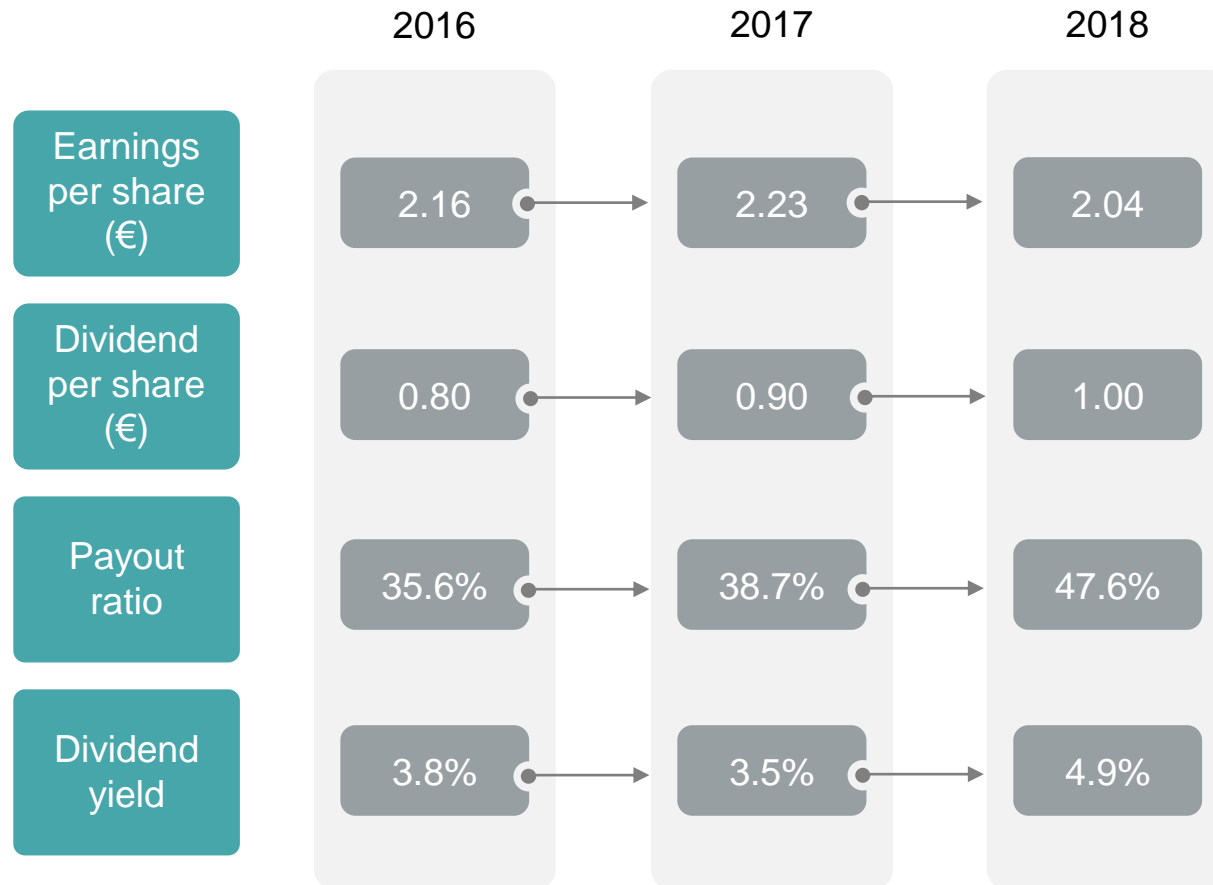 2016 2017 2018
Earnings
per share
(€)
2.16 2.23 2.04
Dividend
per share
(€)
0.80 0.90 1.00
Payout
ratio
35.6% 38.7% 47.6%
Dividend
yield
3.8% 3.5% 4.9%